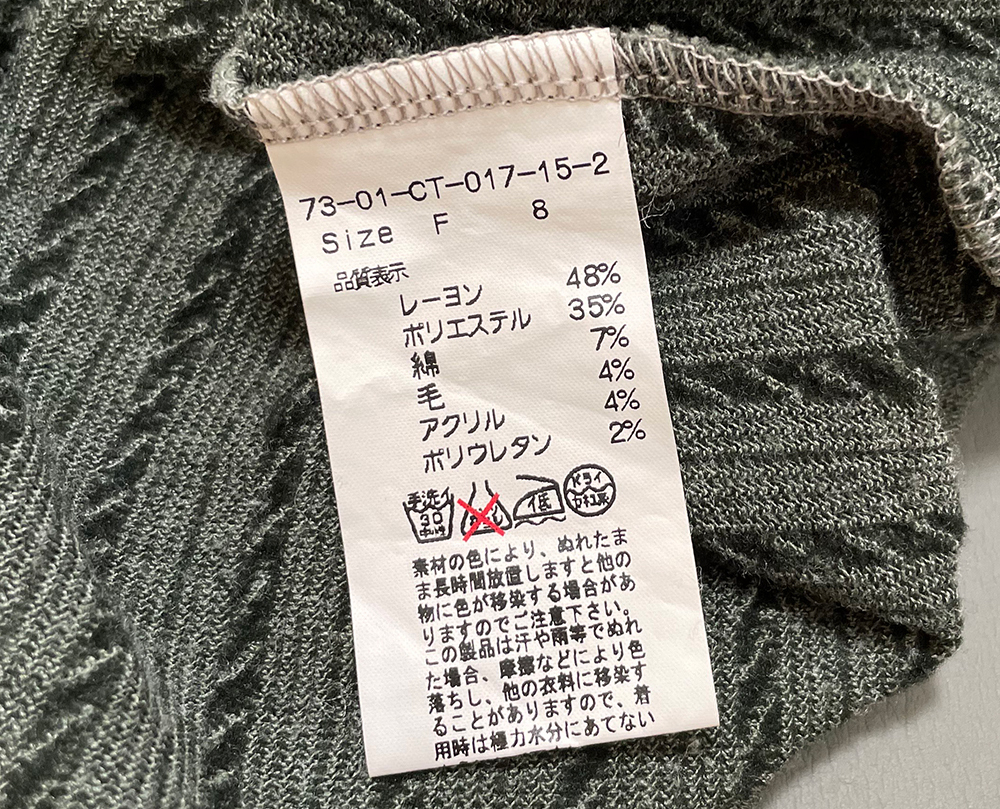 73-01-CT-017-15-2
Size F 8
品質表示
レーヨン 48%
ポリエステル 35%
綿 7%
毛 4%
アクリル 4%
ポリウレタン 2%
手洗イ 30 低 ドライ
素材の色により、ぬれたま
ま長時間放置しますと他の
物に色が移染する場合があ
りますのでご注意下さい。
この製品は汗や雨等でぬれ
た場合、摩擦などにより色
落ちし、他の衣料に移染す
ることがありますので、着
用時は極力水分にあてない